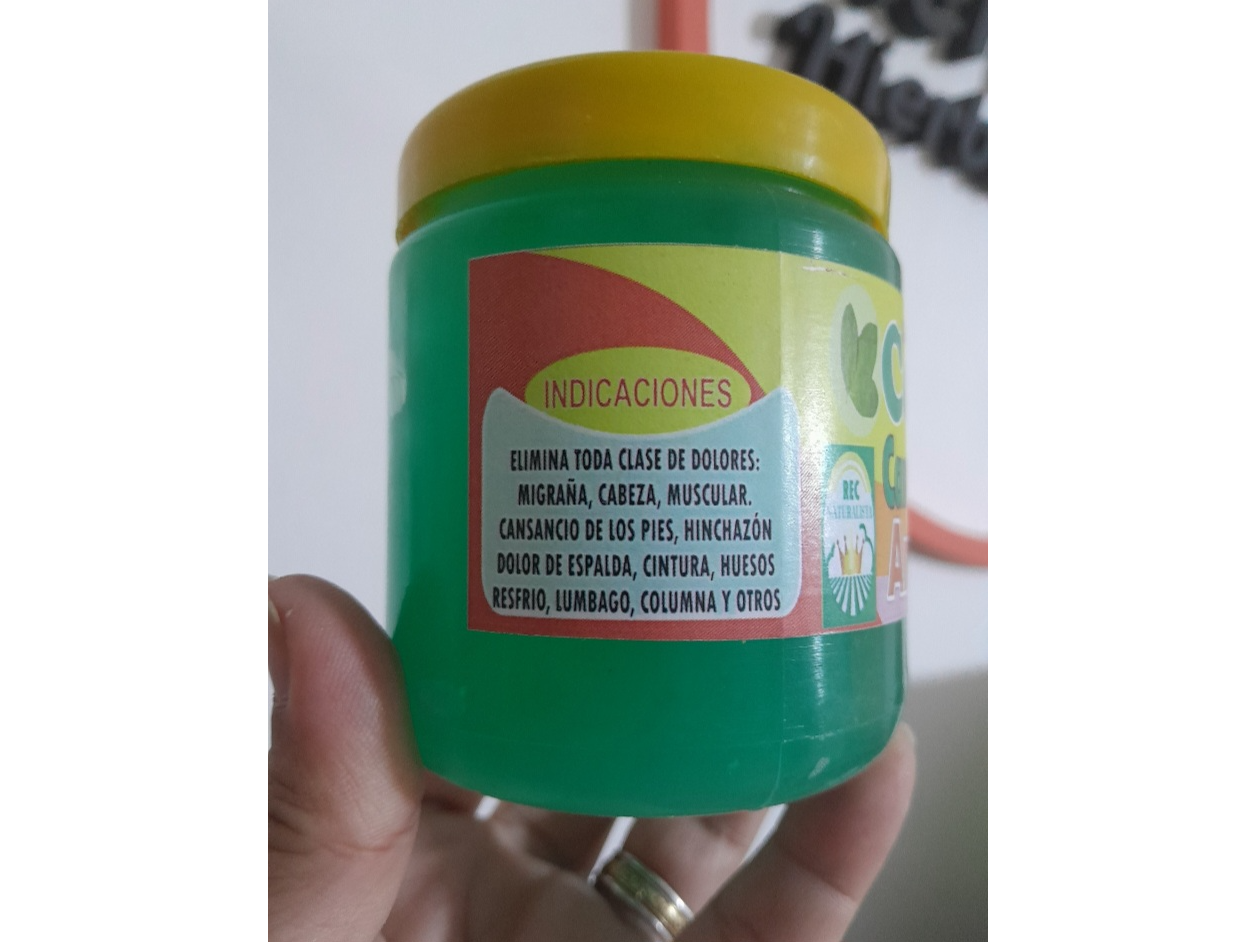 INDICACIONES
ELIMINA TODA CLASE DE DOLORES:
MIGRAÑA, CABEZA, MUSCULAR.
CANSANCIO DE LOS PIES, HINCHAZÓN
DOLOR DE ESPALDA, CINTURA, HUESOS
RESFRIO, LUMBAGO, COLUMNA Y OTROS
REC
NATURALISTA